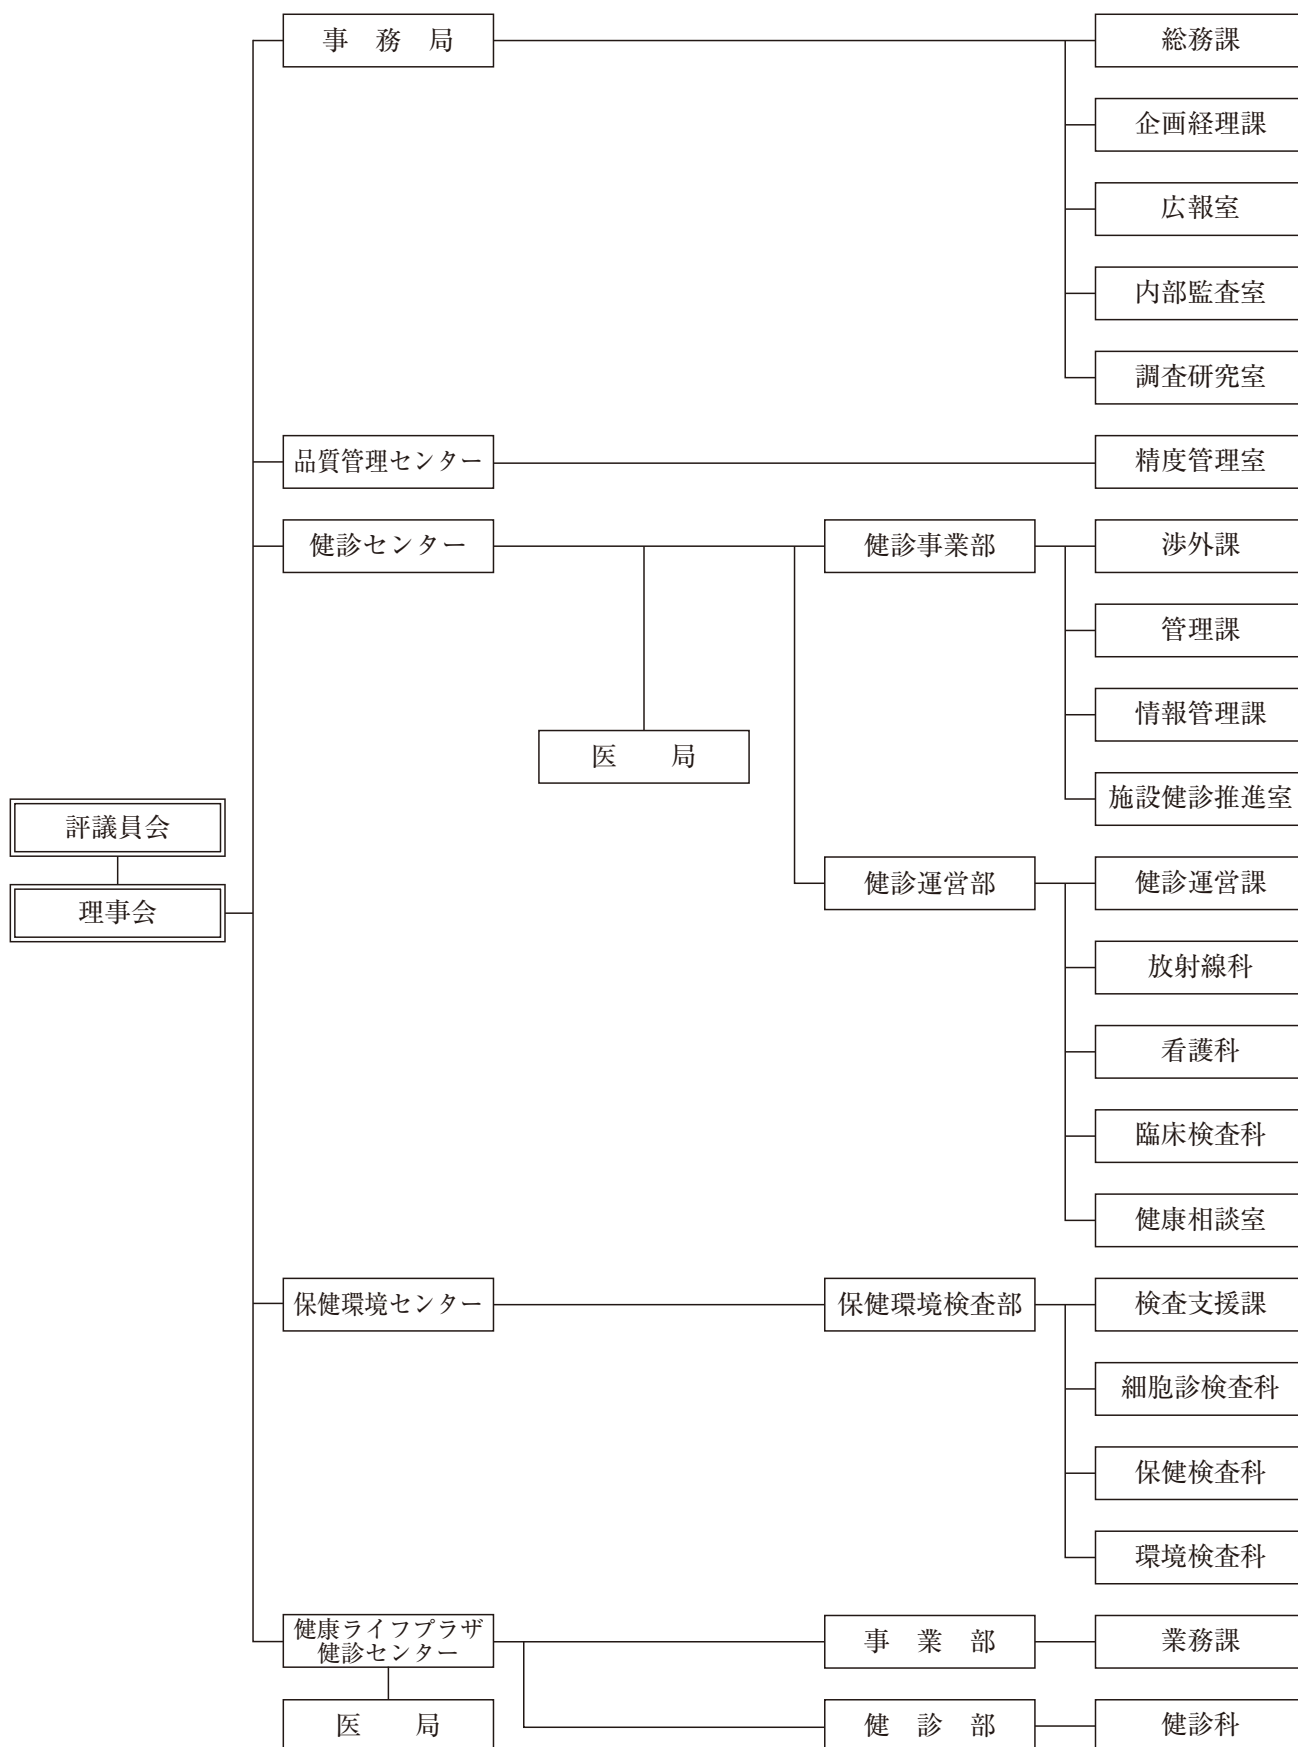 事　務　局
総務課
企画経理課
広報室
内部監査室
調査研究室
品質管理センター
精度管理室
健診センター
医　　局
健診事業部
渉外課
管理課
情報管理課
施設健診推進室
評議員会
理事会
健診運営部
健診運営課
放射線科
看護科
臨床検査科
健康相談室
保健環境センター
保健環境検査部
検査支援課
細胞診検査科
保健検査科
環境検査科
健康ライフプラザ
健診センター
医　　局
事　業　部
業務課
健　診　部
健診科